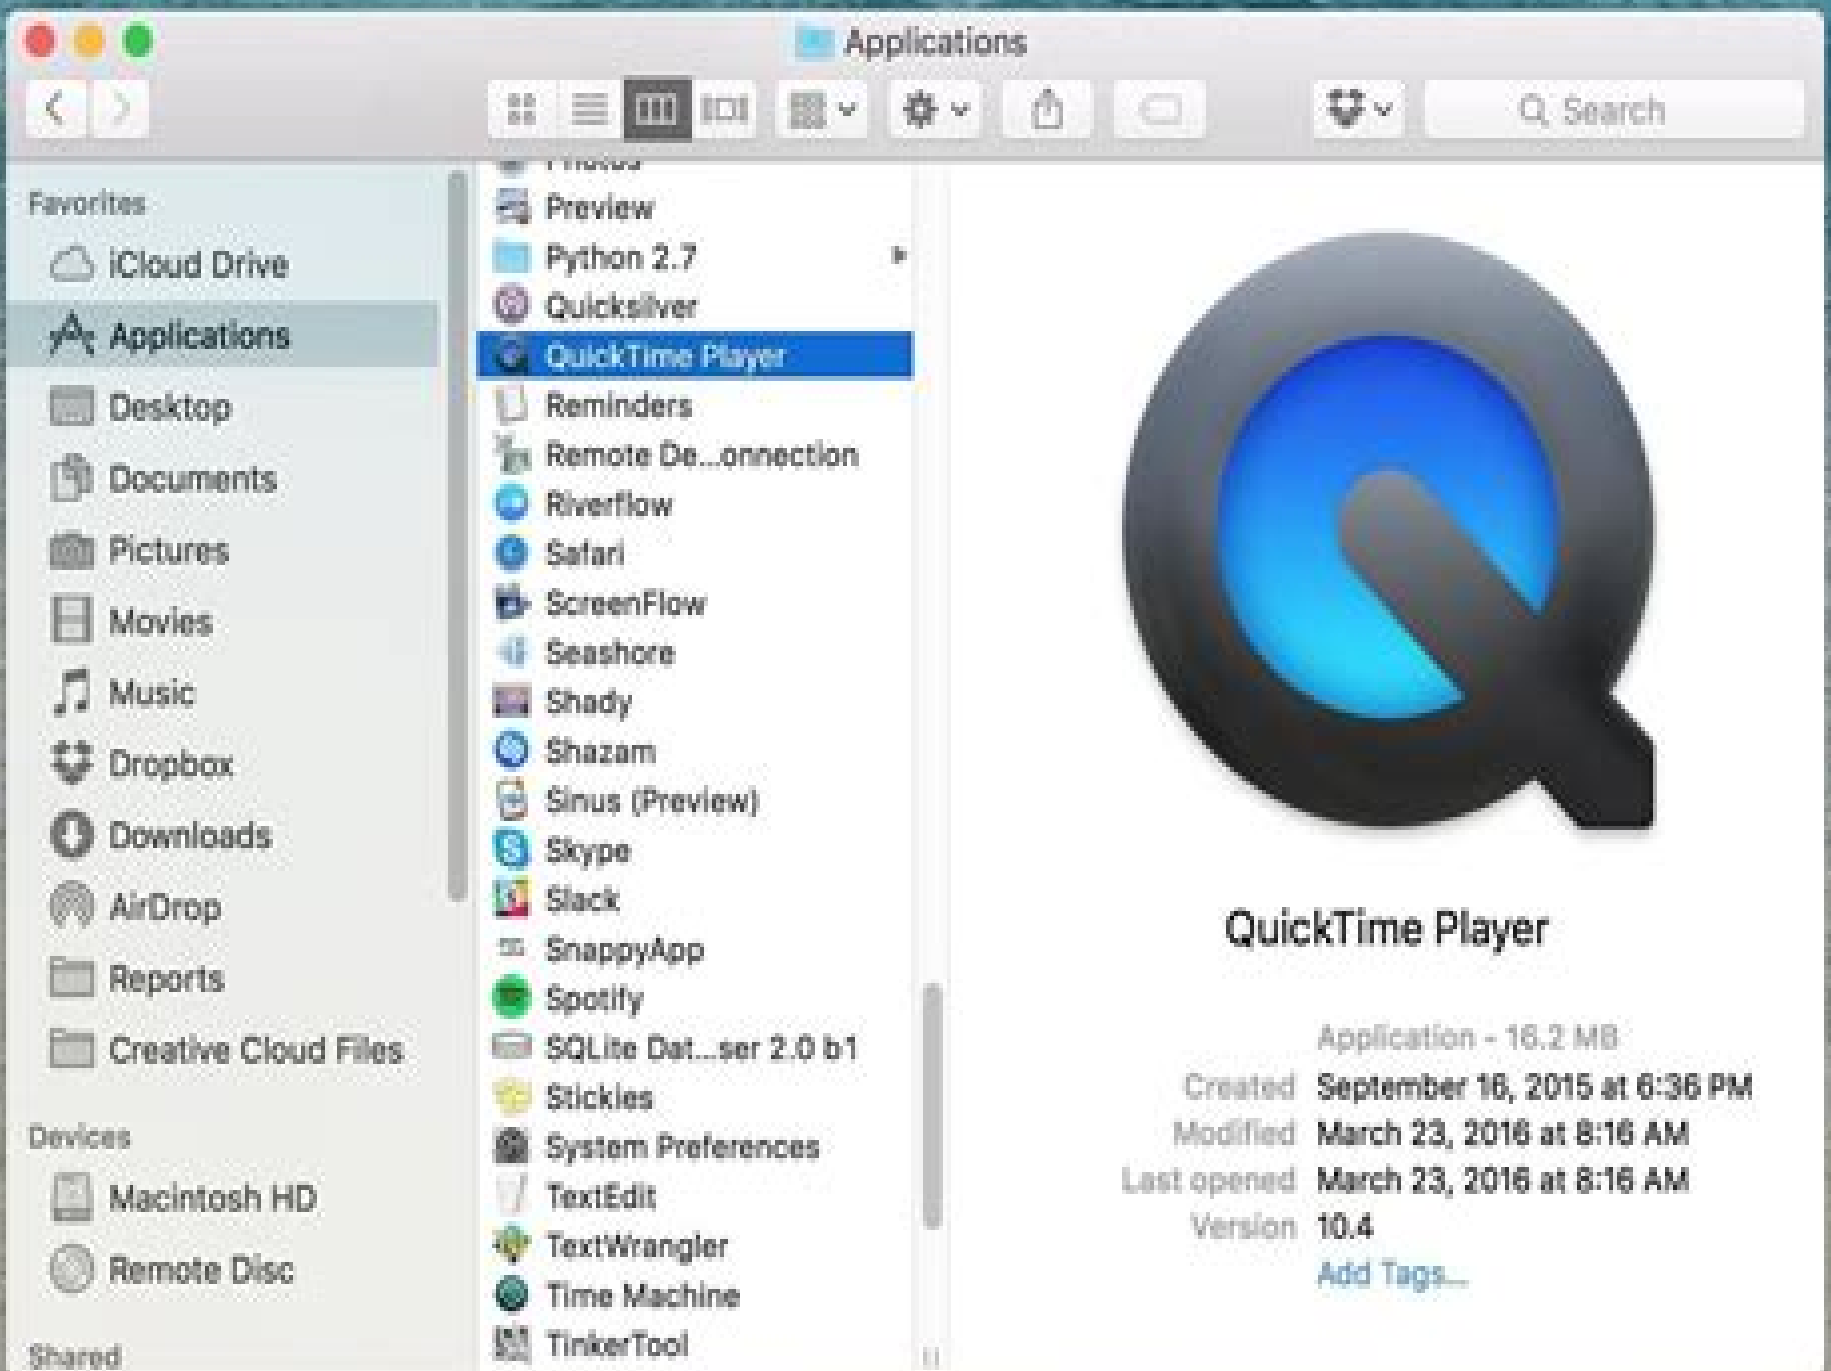 Applications
Search
Favorites
iCloud Drive
Applications
Desktop
Documents
Pictures
Movies
Music
Dropbox
Downloads
AirDrop
Reports
Creative Cloud Files
Devices
Macintosh HD
Remote Disc
Shared
Photos
Preview
Python 2.7
Quicksilver
QuickTime Player
Reminders
Remote De...onnection
Riverflow
Safari
ScreenFlow
Seashore
Shady
Shazam
Sinus (Preview)
Skype
Slack
SnappyApp
Spotify
SQLite Dat...ser 2.0 b1
Stickies
System Preferences
TextEdit
TextWrangler
Time Machine
TinkerTool
QuickTime Player
Application - 16.2 MB
Created September 16, 2015 at 6:36 PM
Modified March 23, 2016 at 8:16 AM
Last opened March 23, 2016 at 8:16 AM
Version 10.4
Add Tags...